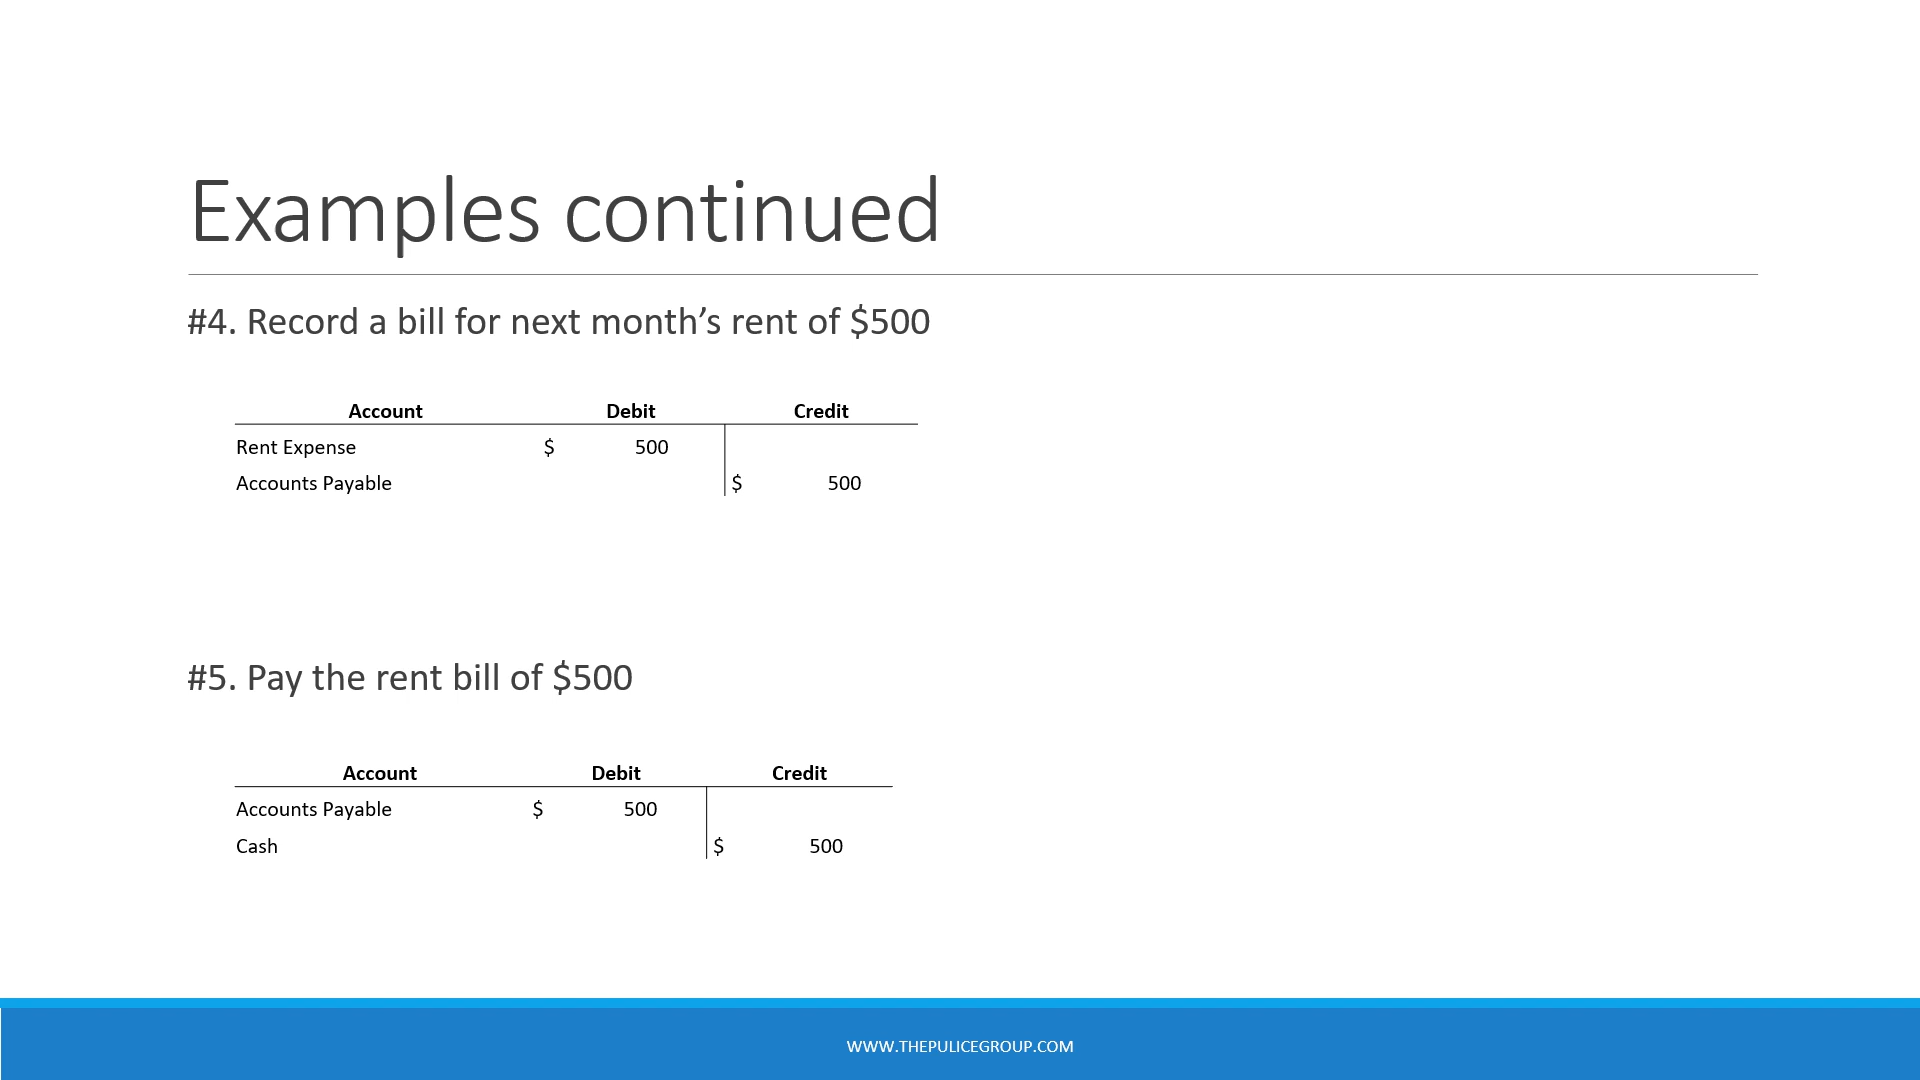 Examples continued
#4. Record a bill for next month’s rent of $500
Account Debit Credit
Rent Expense $ 500
Accounts Payable $ 500
#5. Pay the rent bill of $500
Account Debit Credit
Accounts Payable $ 500
Cash $ 500
WWW.THEPULICEGROUP.COM